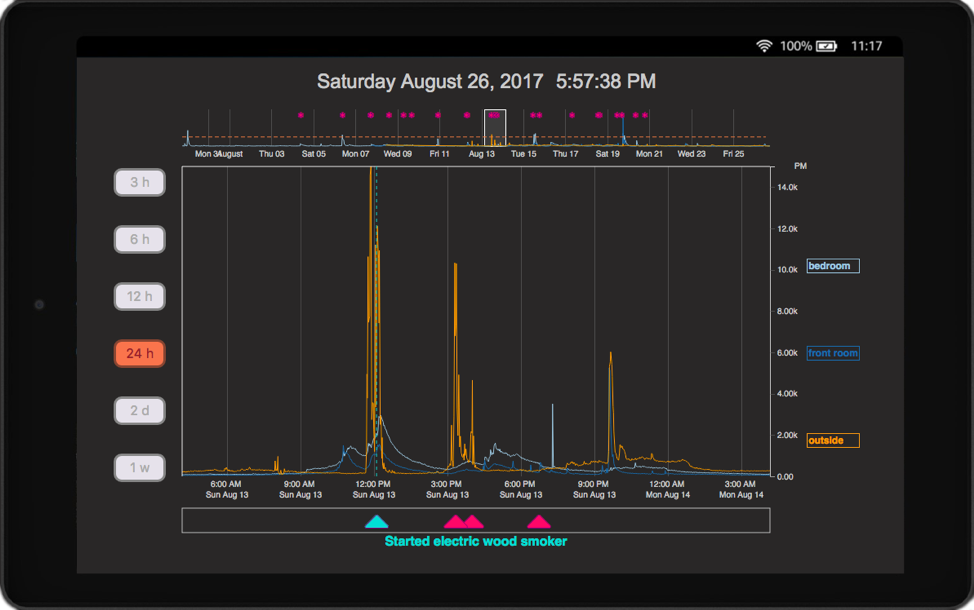 100% 11:17
Saturday August 26, 2017 5:57:38 PM
Mon 31 August Thu 03 Sat 05 Mon 07 Wed 09 Fri 11 Aug 13 Tue 15 Thu 17 Sat 19 Mon 21 Wed 23 Fri 25
PM
3 h
14.0k
6 h
12.0k
bedroom
10.0k
12 h
8.00k
24 h
6.00k
front room
4.00k
2 d
2.00k
outside
1 w
0.00
6:00 AM 9:00 AM 12:00 PM 3:00 PM 6:00 PM 9:00 PM 12:00 AM 3:00 AM
Sun Aug 13 Sun Aug 13 Sun Aug 13 Sun Aug 13 Sun Aug 13 Sun Aug 13 Mon Aug 14 Mon Aug 14
Started electric wood smoker